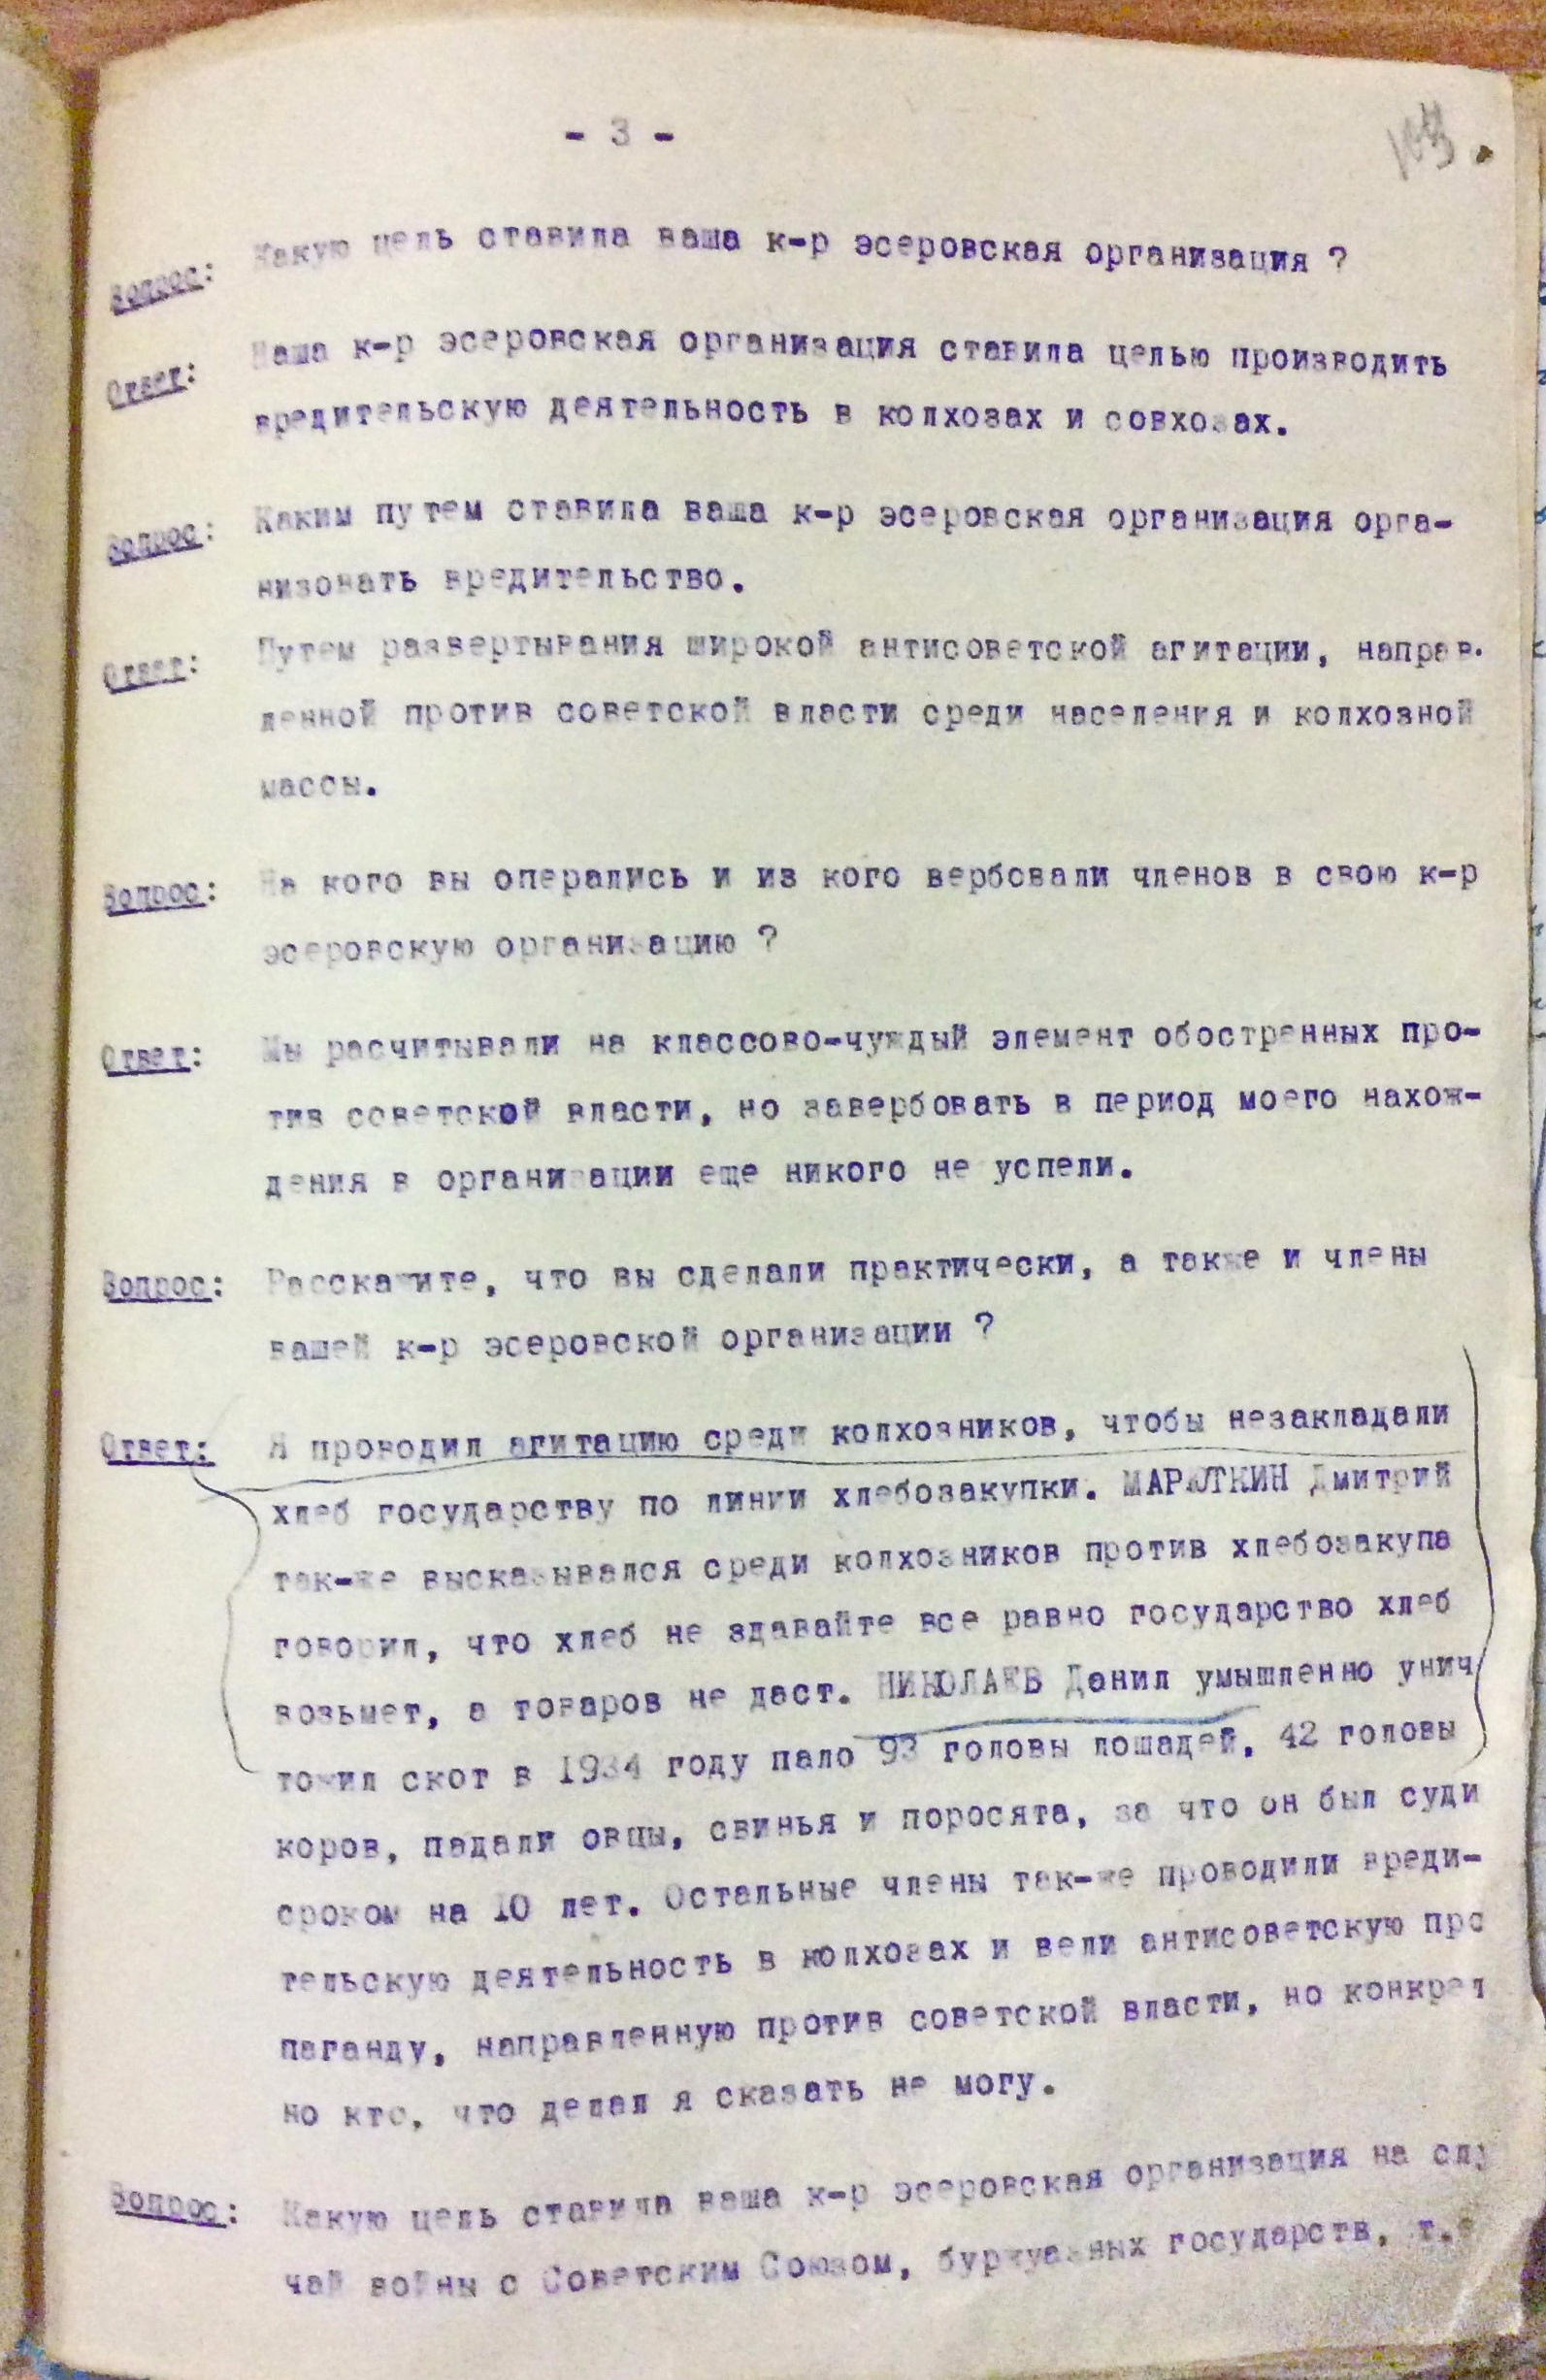 - 3 -
Вопрос: Какую цель ставила ваша к-р эсеровская организация ?
Ответ: Наша к-р эсеровская организация ставила целью производить
вредительскую деятельность в колхозах и совхозах.
Вопрос: Каким путем ставила ваша к-р эсеровская организация орга-
низовать вредительство.
Ответ: Путем развертывания широкой антисоветской агитации, направ-
ленной против советской власти среди населения и колхозной
массы.
Вопрос: На кого вы оперались и из кого вербовали членов в свою к-р
эсеровскую организацию ?
Ответ: Мы расчитывали на классово-чуждый элемент обостренных про-
тив советской власти, но завербовать в период моего нахож-
дения в организации еще никого не успели.
Вопрос: Расскажите, что вы сделали практически, а также и члены
вашей к-р эсеровской организации ?
Ответ: Я проводил агитацию среди колхозников, чтобы незакладали
хлеб государству по линии хлебозакупки. МАРЮТКИН Дмитрий
так-же высказывался среди колхозников против хлебозакупа
говорил, что хлеб не здавайте все равно государство хлеб
возьмет, а товаров не даст. НИКОЛАЕВ Данил умышленно унич
тожил скот в 1934 году пало 93 головы лошадей, 42 головы
коров, падали овцы, свинья и поросята, за что он был суди
сроком на 10 лет. Остальные члены так-же проводили вреди-
тельскую деятельность в колхозах и вели антисоветскую про
паганду, направленную против советской власти, но конкрет
но кто, что делал я сказать не могу.
Вопрос: Какую цель ставила ваша к-р эсеровская организация на слу
чай войны с Советским Союзом, буржуазных государств, т.е